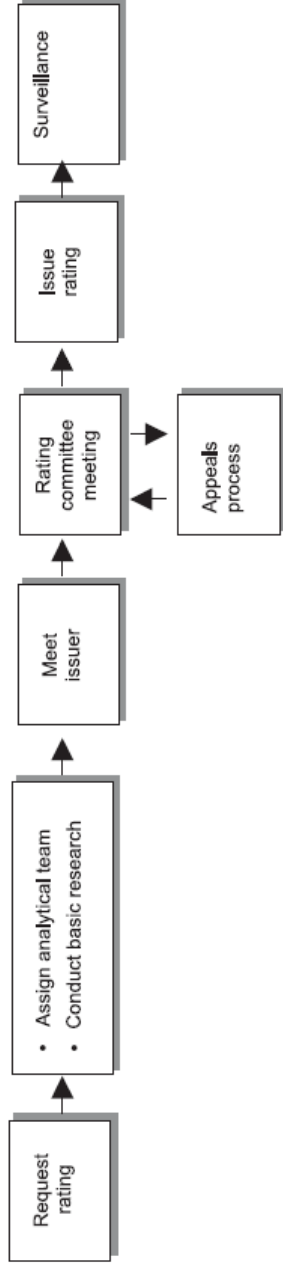 Request
rating
• Assign analytical team
• Conduct basic research
Meet
issuer
Rating
committee
meeting
Appeals
process
Issue
rating
Surveillance